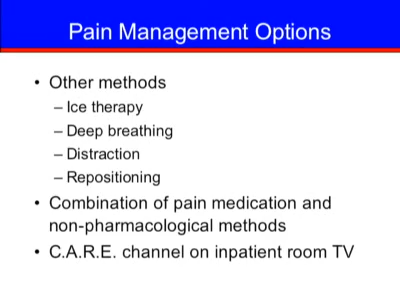 Pain Management Options
• Other methods
– Ice therapy
– Deep breathing
– Distraction
– Repositioning
• Combination of pain medication and
non-pharmacological methods
• C.A.R.E. channel on inpatient room TV